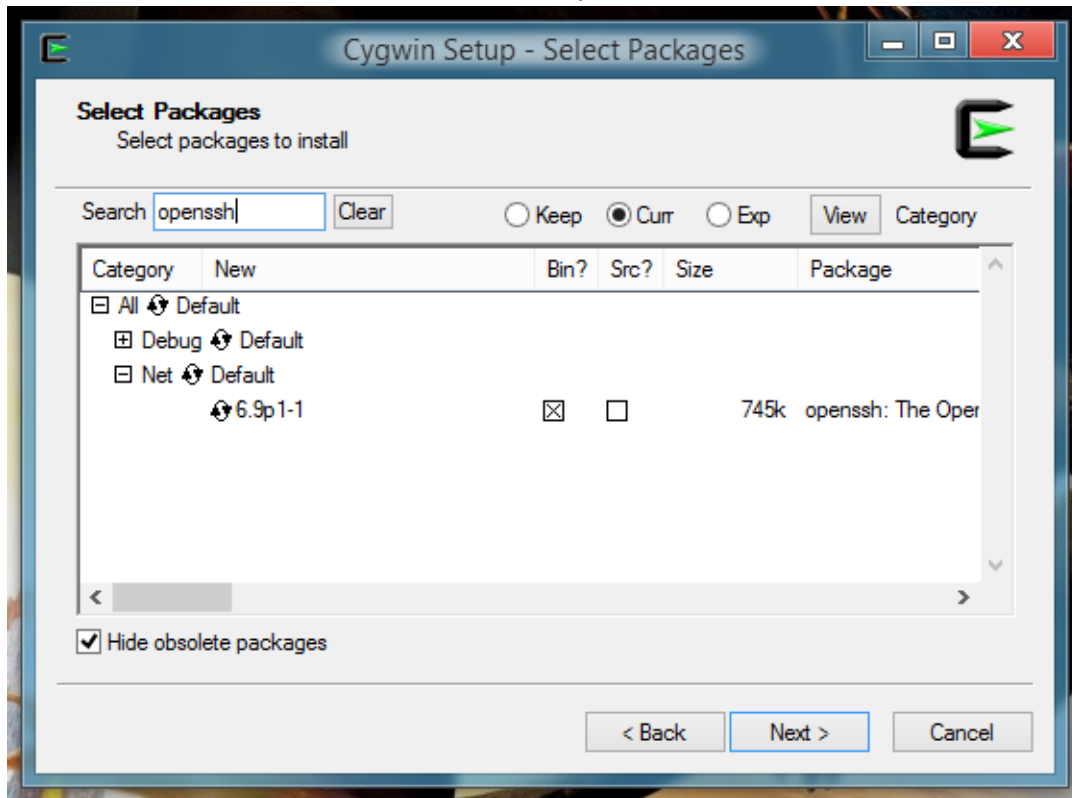 Cygwin Setup - Select Packages
Select Packages
Select packages to install
Search openssh Clear Keep Curr Exp View Category
Category New Bin? Src? Size Package
All Default
Debug Default
Net Default
6.9p1-1 745k openssh: The Oper
Hide obsolete packages
< Back Next > Cancel